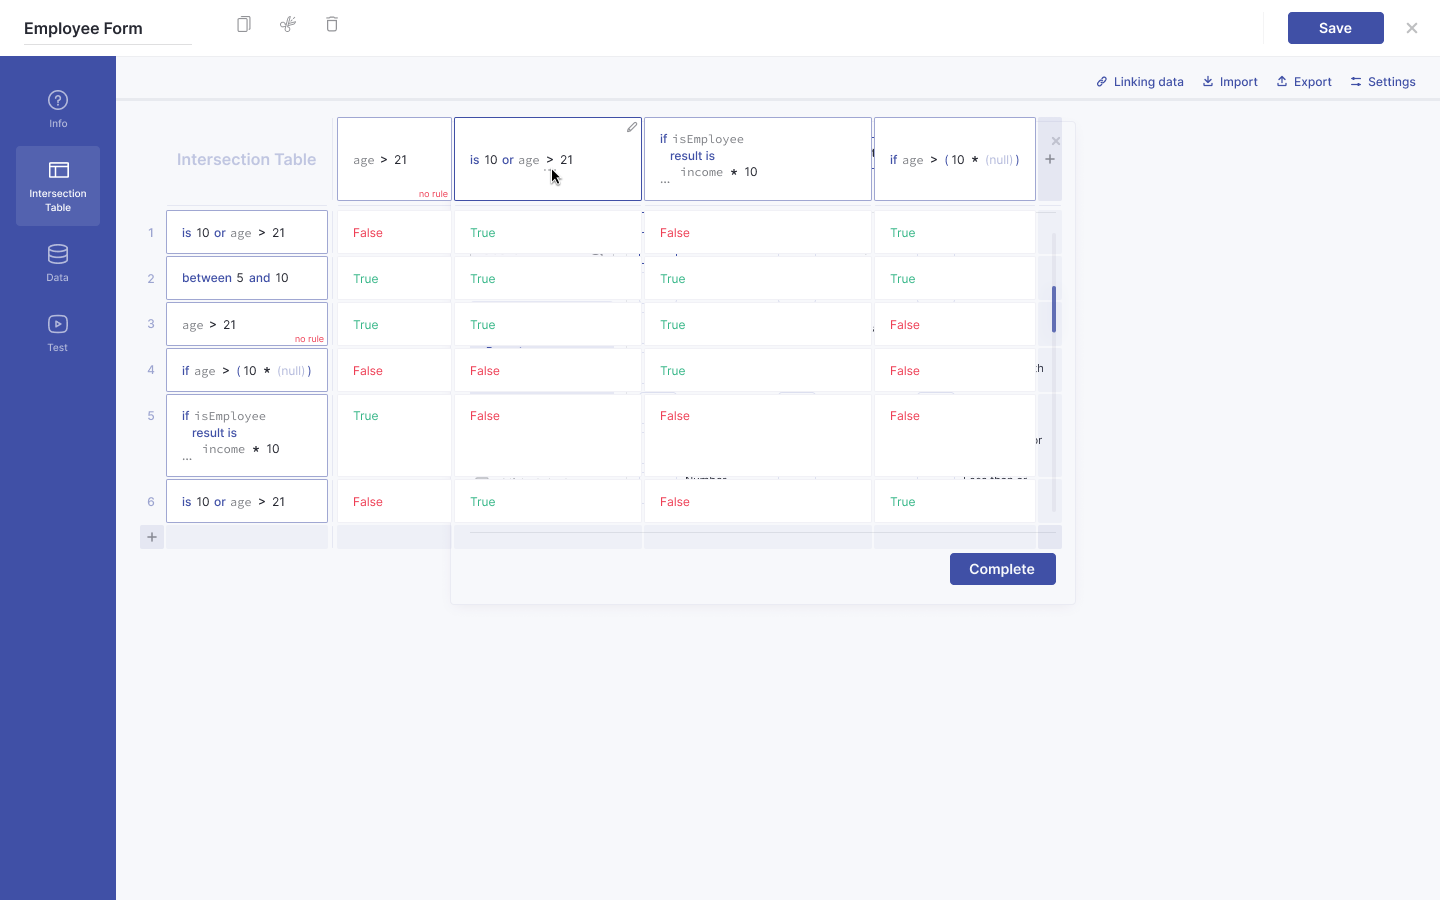 Employee Form
Save
Linking data
Import
Export
Settings
Info
Intersection
Table
Data
Test
Intersection Table
age > 21
no rule
is 10 or age > 21
...
if isEmployee
result is
income * 10
...
if age > ( 10 * (null) )
+
1
is 10 or age > 21
False
True
False
True
2
between 5 and 10
True
True
True
True
3
age > 21
no rule
True
True
True
False
4
if age > ( 10 * (null) )
False
False
True
False
5
if isEmployee
result is
income * 10
...
True
False
False
False
6
is 10 or age > 21
False
True
False
True
+
Complete